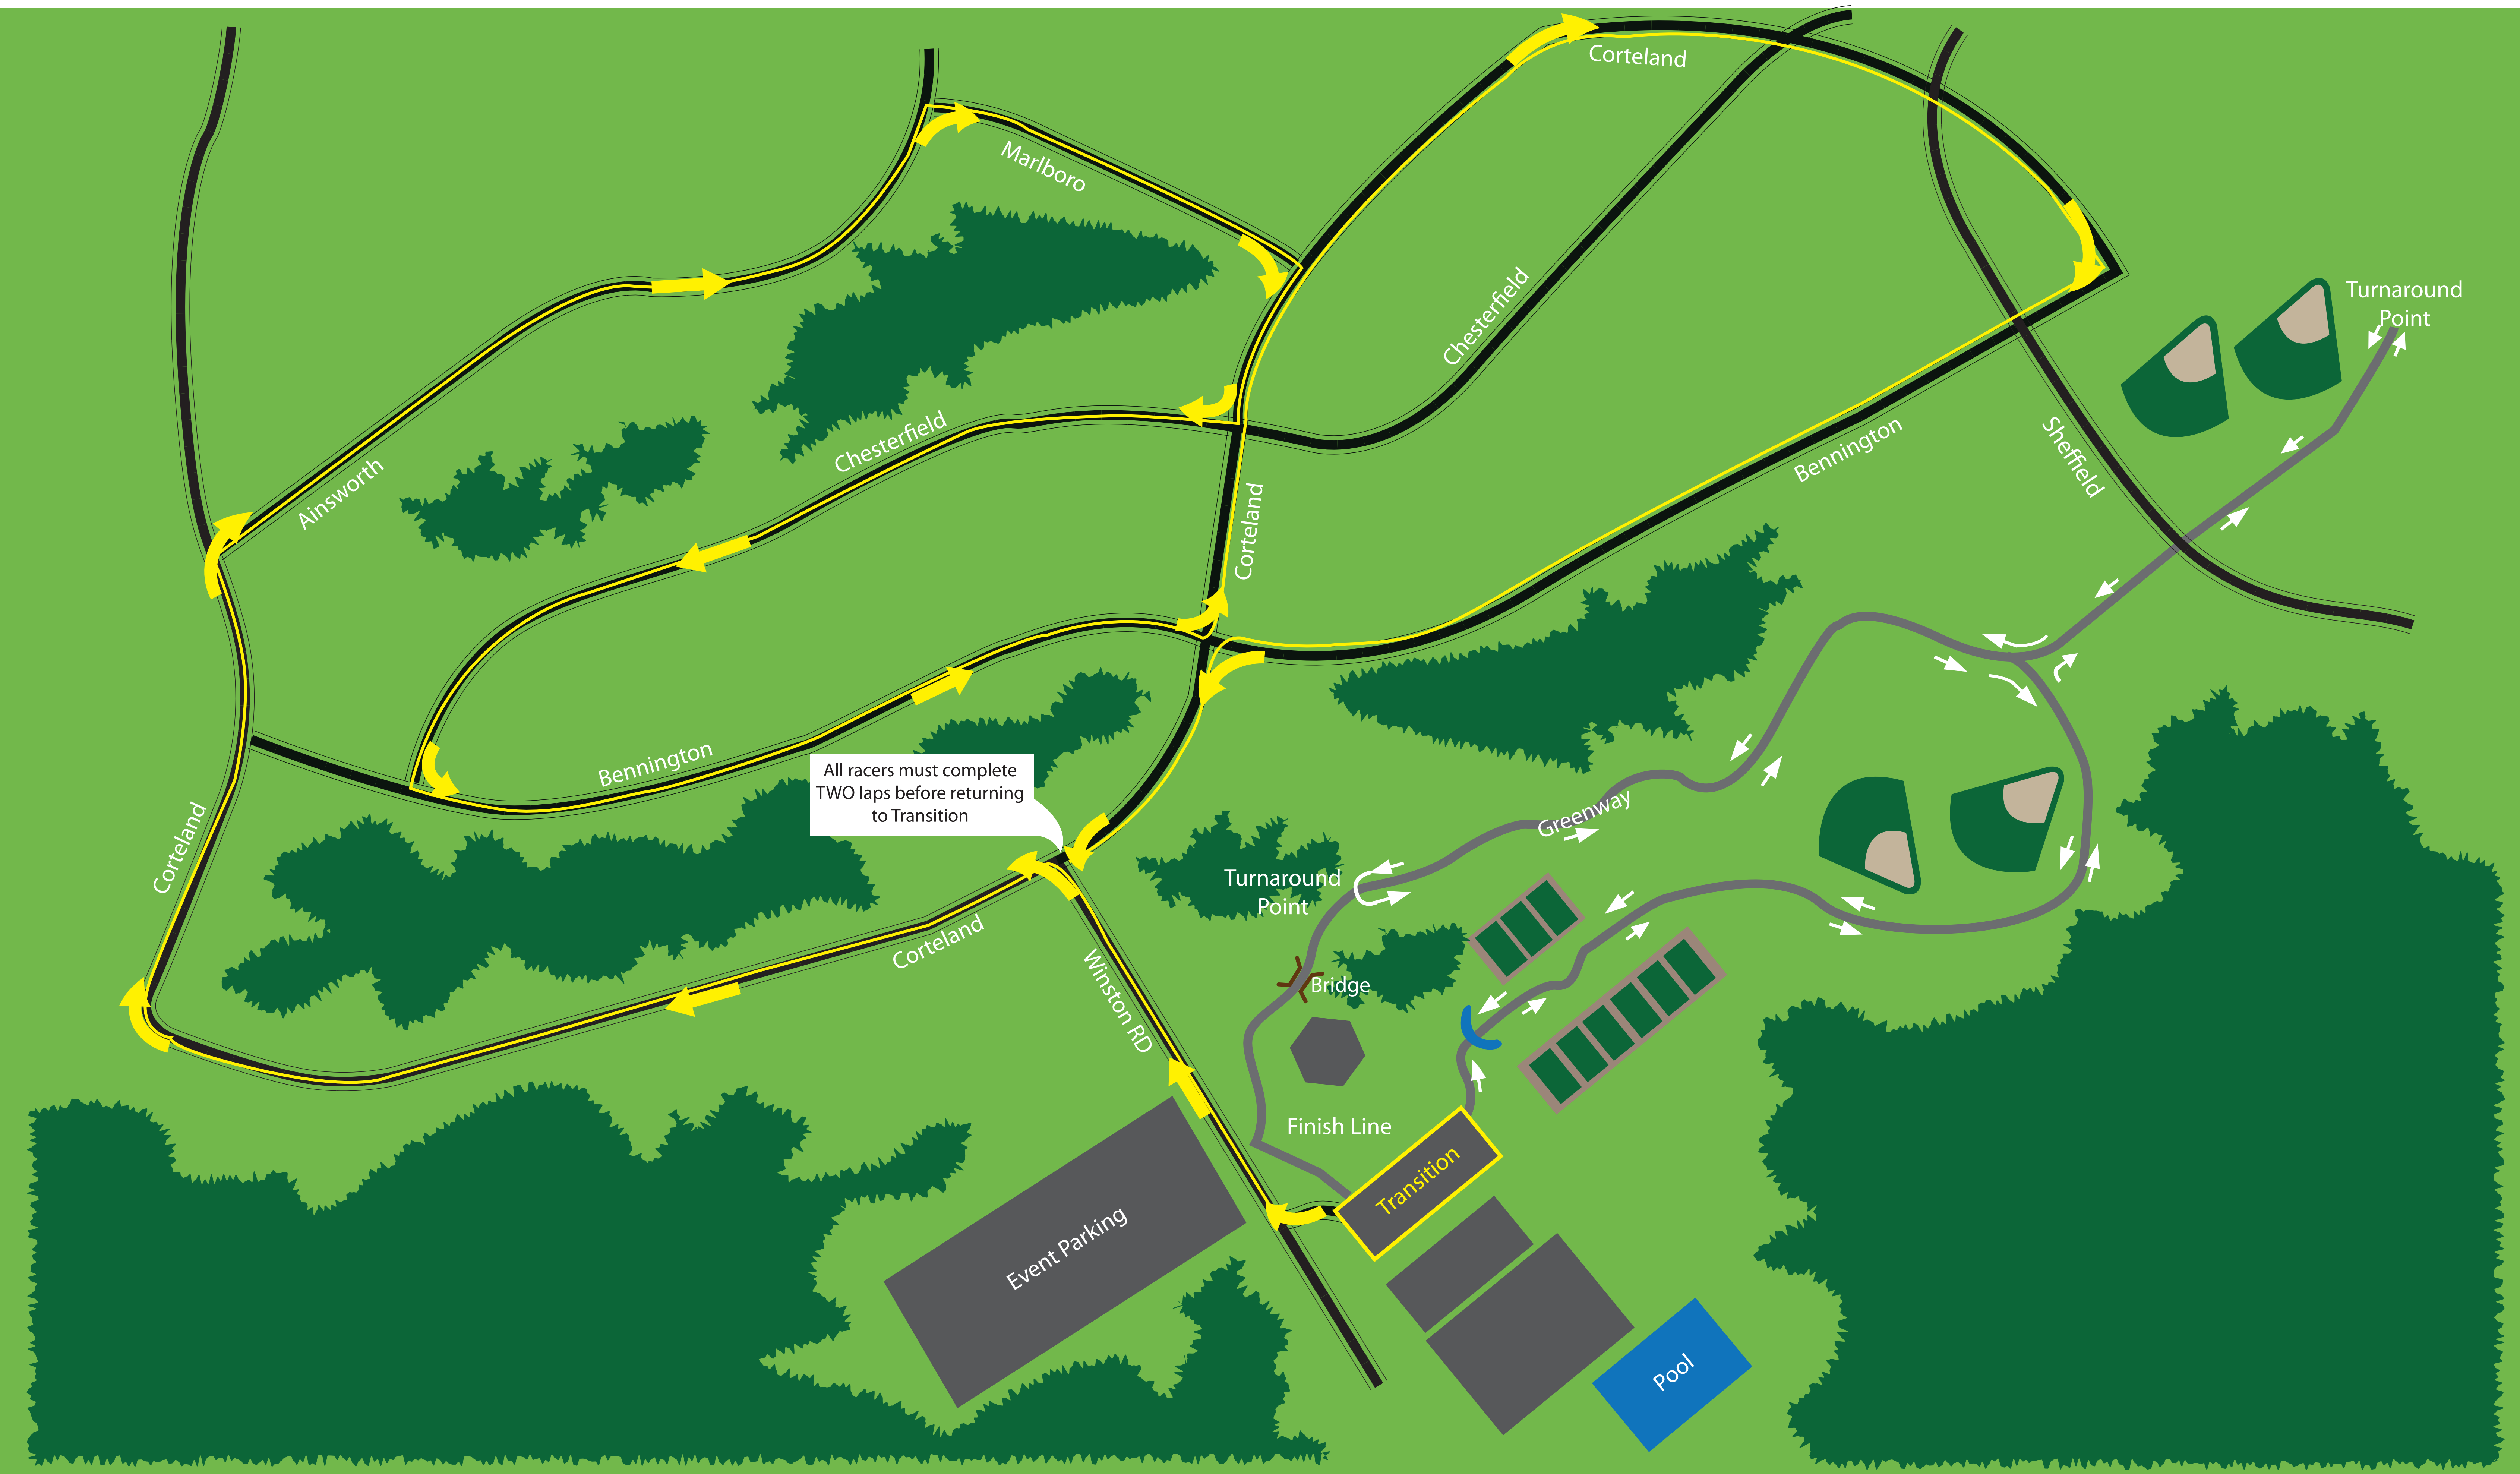 Corteland
Marlboro
Turnaround
Point
Chesterfield
Chesterfield
Bennington
Sheffield
Ainsworth
Corteland
Bennington
All racers must complete
TWO laps before returning
to Transition
Greenway
Corteland
Turnaround
Point
Corteland
Winston RD
Bridge
Finish Line
Transition
Event Parking
Pool